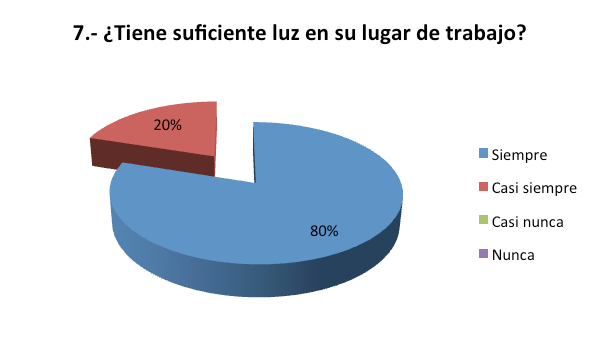 7.- ¿Tiene suficiente luz en su lugar de trabajo?
20%
80%
Siempre
Casi siempre
Casi nunca
Nunca